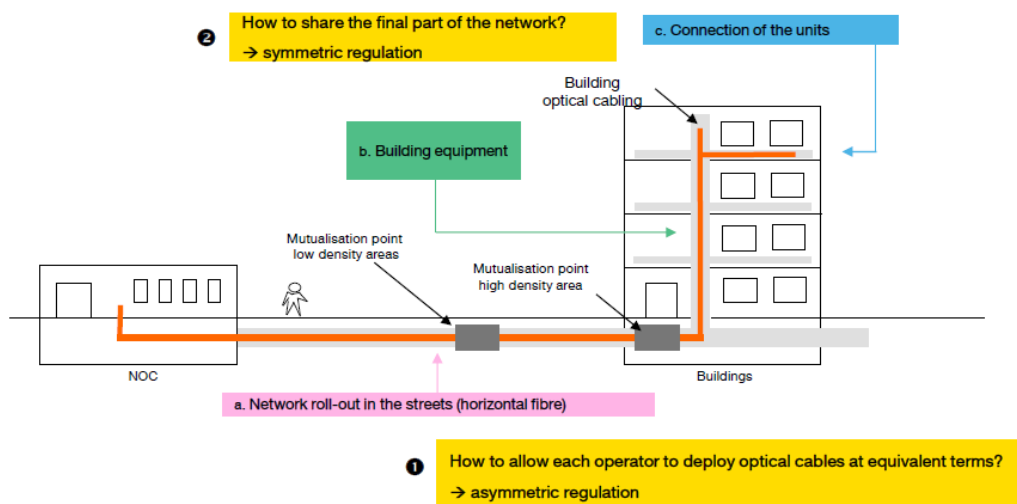 ❷ How to share the final part of the network?
→ symmetric regulation
c. Connection of the units
Building
optical cabling
b. Building equipment
Mutualisation point
low density areas
Mutualisation point
high density area
NOC
Buildings
a. Network roll-out in the streets (horizontal fibre)
❶ How to allow each operator to deploy optical cables at equivalent terms?
→ asymmetric regulation